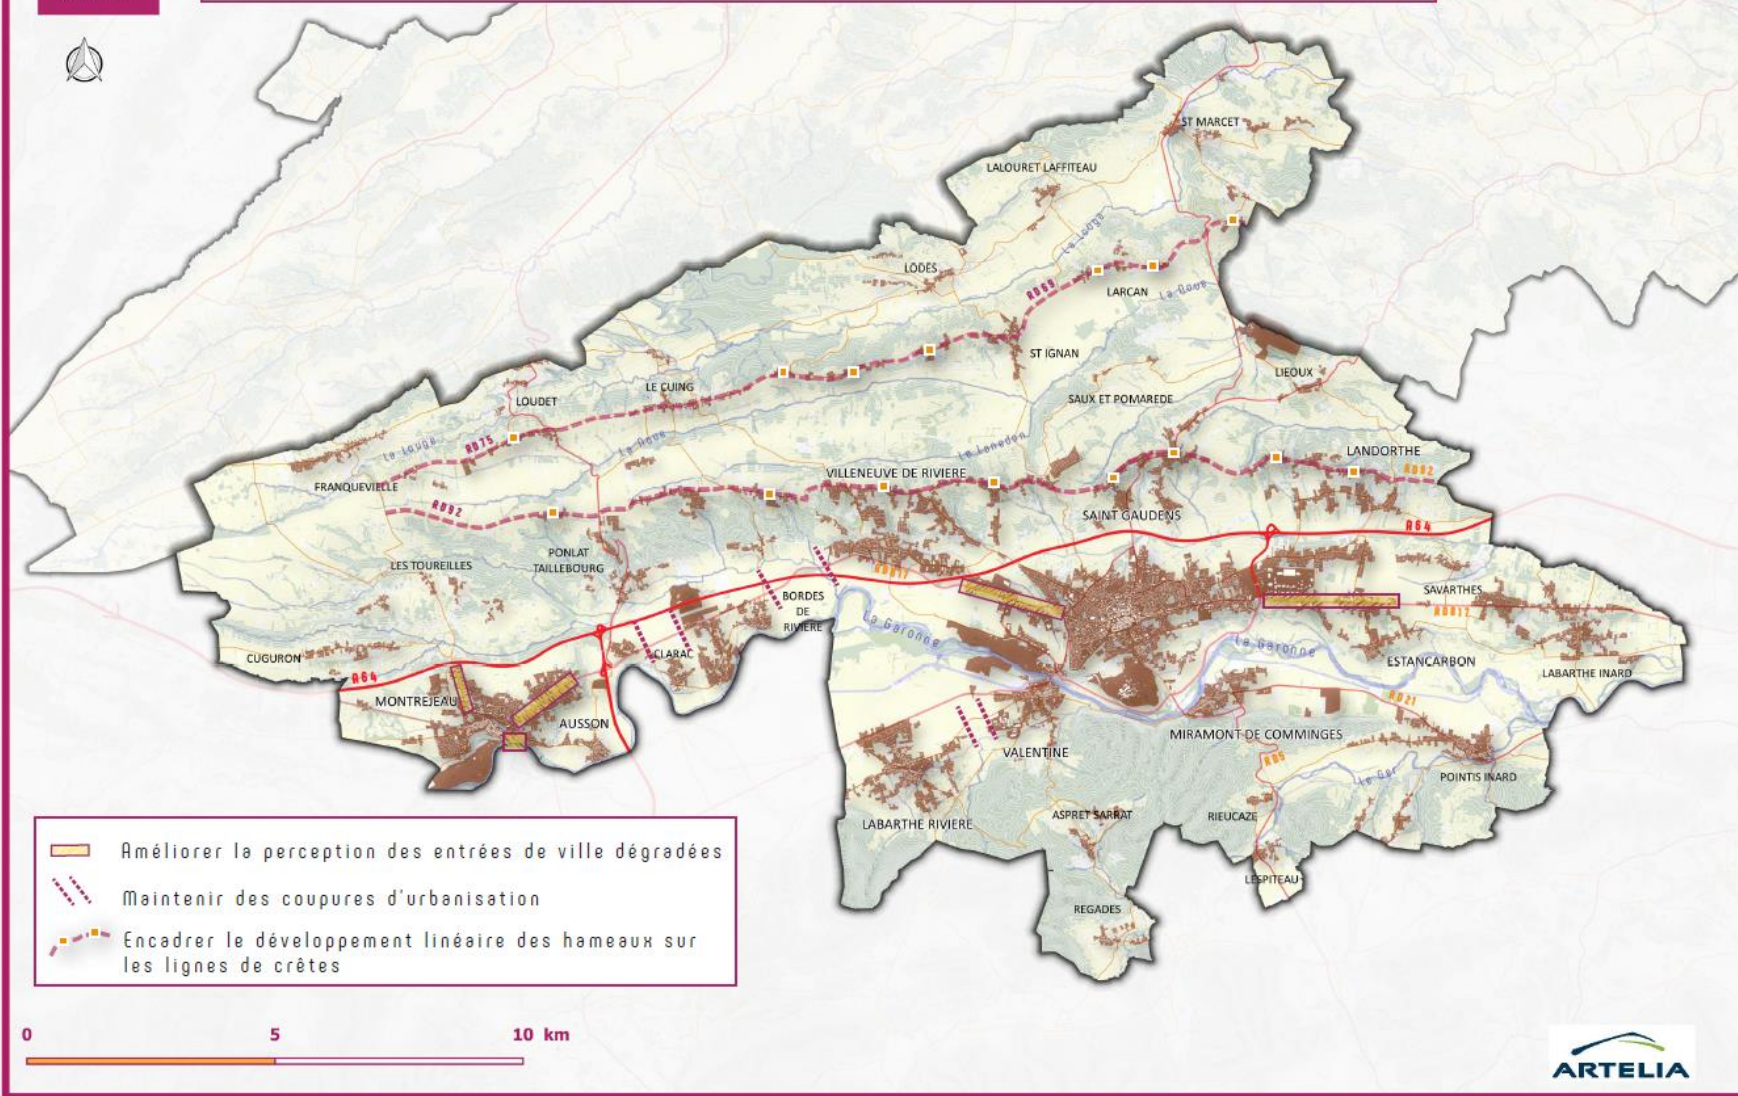 ST MARCET
LALOURET LAFFITEAU
La Louge
LODES
RD69
LARCAN
La Noue
ST IGNAN
LIEOUX
LE CUING
LOUDET
SAUX ET POMAREDE
La Louge
RD75
La Noue
Le Lonedon
LANDORTHE
RD92
VILLENEUVE DE RIVIERE
FRANQUEVIELLE
RD92
SAINT GAUDENS
A64
PONLAT
TAILLEBOURG
LES TOUREILLES
RD817
SAVARTHES
BORDES
DE
RIVIERE
RD817
La Garonne
La Garonne
CLARAC
CUGURON
ESTANCARBON
LABARTHE INARD
A64
MONTREJEAU
RD21
AUSSON
MIRAMONT DE COMMINGES
VALENTINE
RD5
Le Ger
POINTIS INARD
LABARTHE RIVIERE
ASPRET SARRAT
RIEUCAZE
LESPITEAU
REGADES
Améliorer la perception des entrées de ville dégradées
Maintenir des coupures d'urbanisation
Encadrer le développement linéaire des hameaux sur
les lignes de crêtes
0 5 10 km
ARTELIA